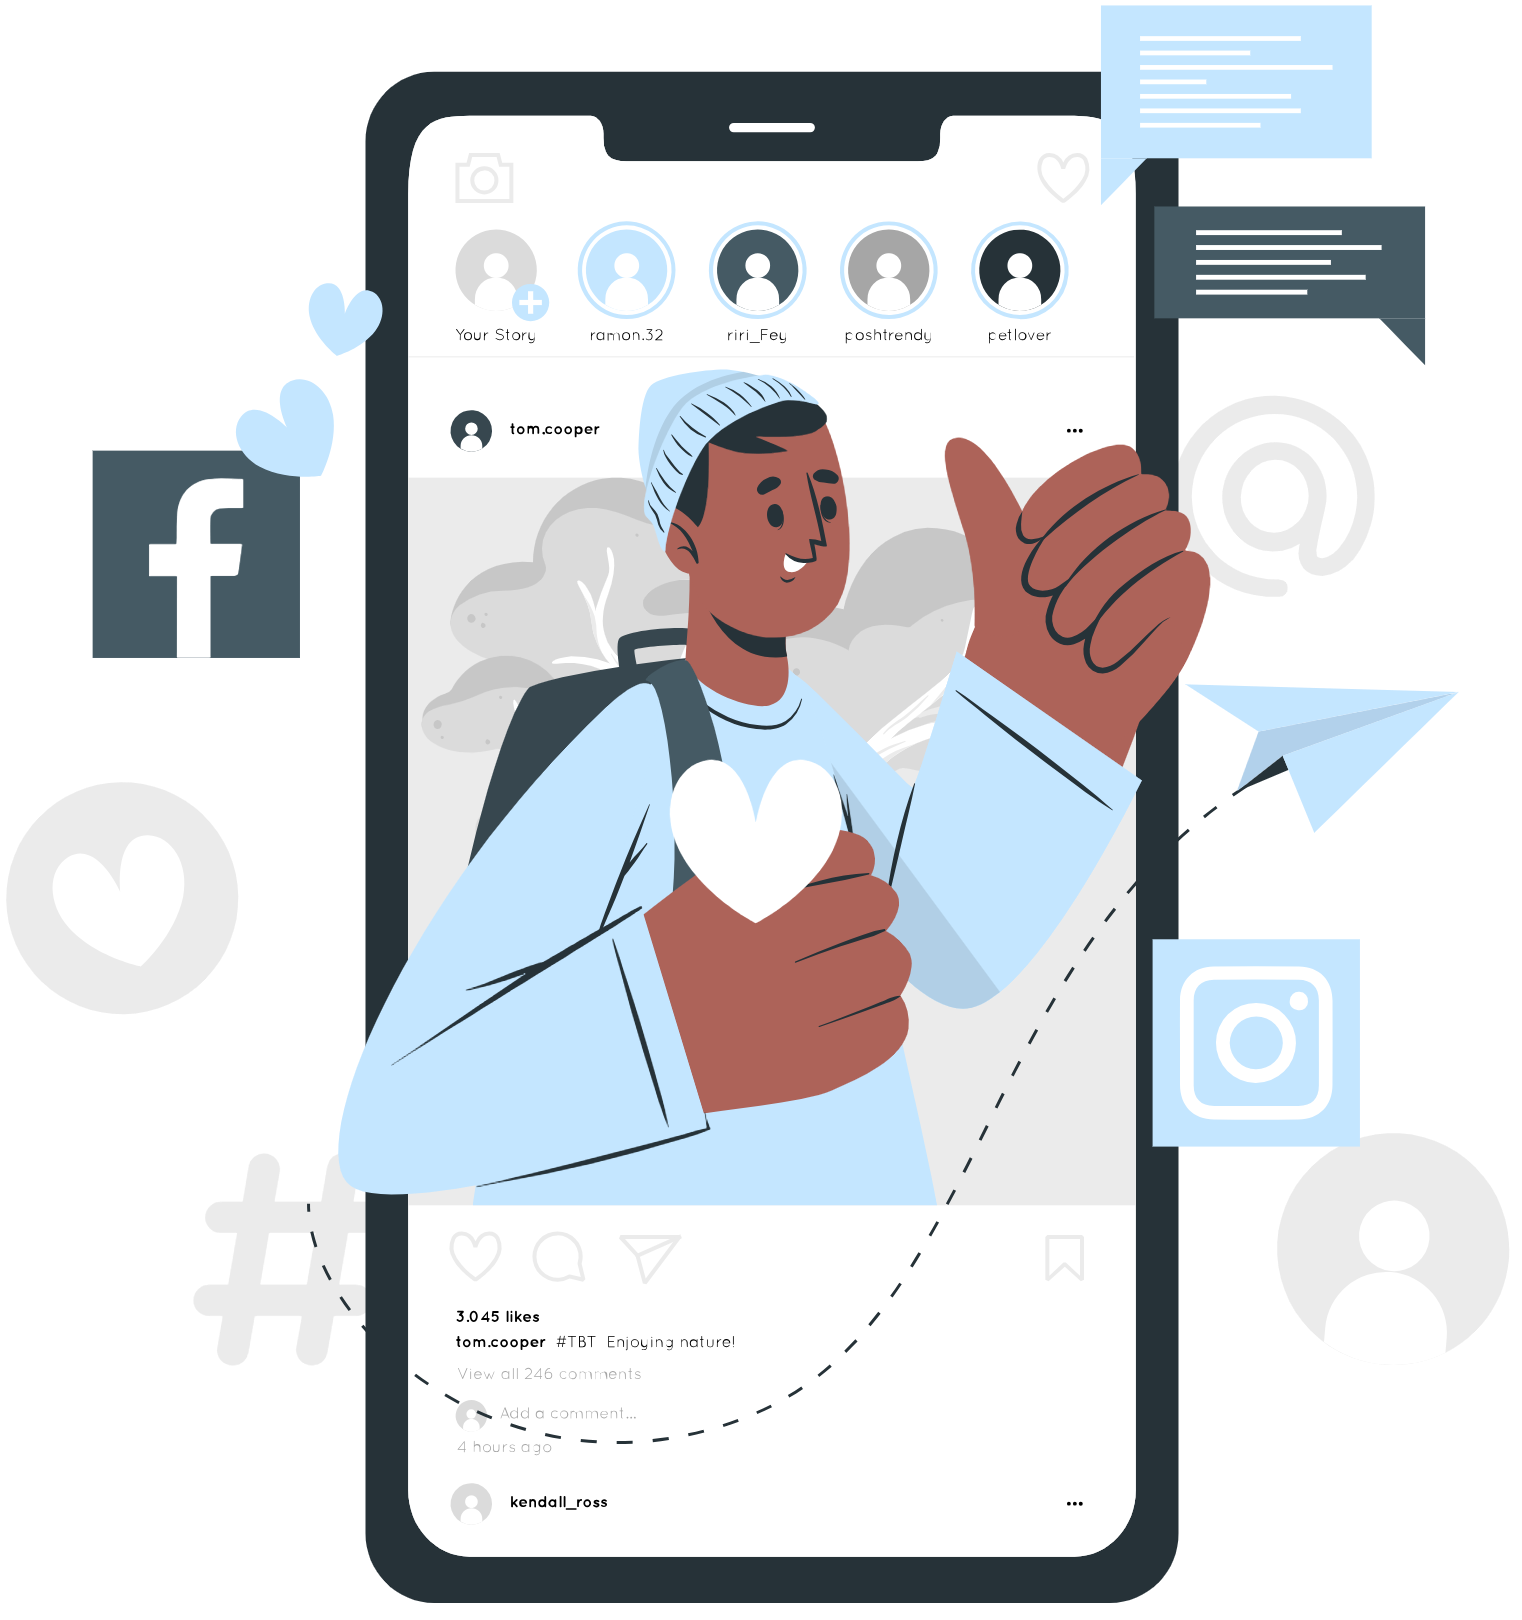 Your Story ramon.32 riri_Fey poshtrendy petlover
tom.cooper
3.045 likes
tom.cooper #TBT Enjoying nature!
View all 246 comments
Add a comment...
4 hours ago
kendall_ross